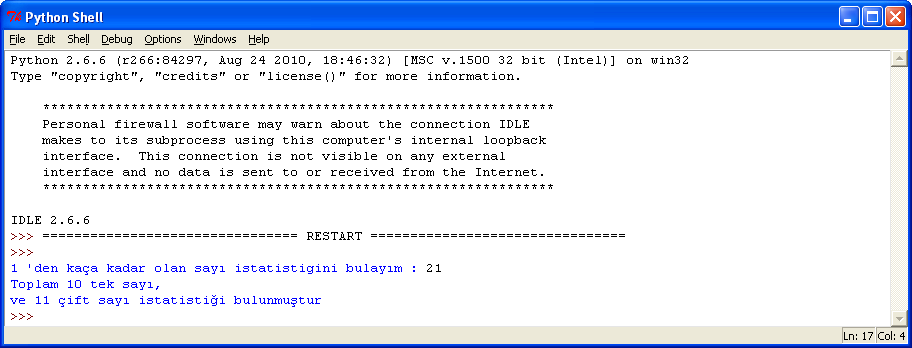 Python Shell
File Edit Shell Debug Options Windows Help
Python 2.6.6 (r266:84297, Aug 24 2010, 18:46:32) [MSC v.1500 32 bit (Intel)] on win32
Type "copyright", "credits" or "license()" for more information.
****************************************************************
Personal firewall software may warn about the connection IDLE
makes to its subprocess using this computer's internal loopback
interface.  This connection is not visible on any external
interface and no data is sent to or received from the Internet.
****************************************************************
IDLE 2.6.6
>>> ================================ RESTART ================================
>>>
1 'den kaça kadar olan sayı istatistigini bulayım : 21
Toplam 10 tek sayı,
ve 11 çift sayı istatistiği bulunmuştur
>>>
Ln: 17 Col: 4